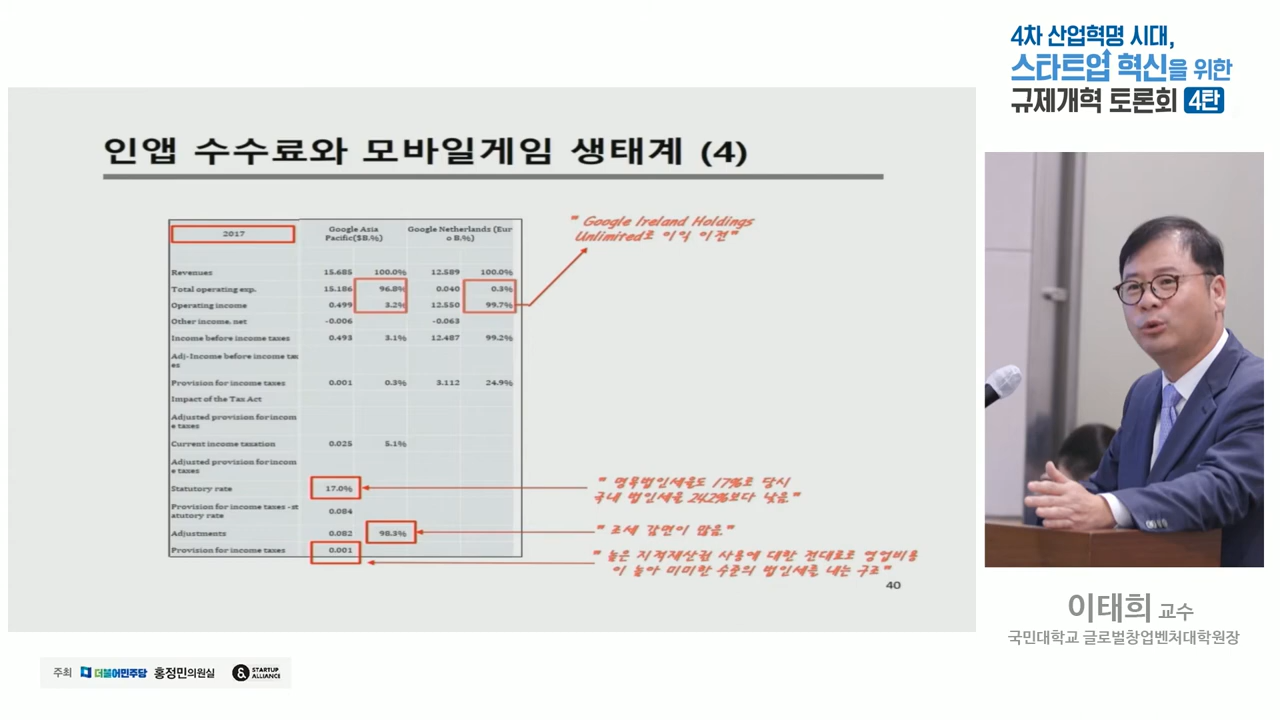 4차 산업혁명 시대,
스타트업 혁신을 위한
규제개혁 토론회 4탄
인앱 수수료와 모바일게임 생태계 (4)
2017 Google Asia Pacific($B,%) Google Netherlands (Euro B,%)
Revenues 15.685 100.0% 12.589 100.0%
Total operating exp. 15.186 96.8% 0.040 0.3%
Operating income 0.499 3.2% 12.550 99.7%
Other income, net -0.006 -0.063
Income before income taxes 0.493 3.1% 12.487 99.2%
Adj-Income before income taxes
Provision for income taxes 0.001 0.3% 3.112 24.9%
Impact of the Tax Act
Adjusted provision for income taxes
Current income taxation 0.025 5.1%
Adjusted provision for income taxes
Statutory rate 17.0%
Provision for income taxes -statutory rate 0.084
Adjustments 0.082 98.3%
Provision for income taxes 0.001
" Google Ireland Holdings
Unlimited로 이익 이전"
" 명목법인세율도 17%로 당시
국내 법인세율 24.2%보다 낮음"
" 조세 감면이 많음."
" 높은 지적재산권 사용에 대한 전대료로 영업비용
이 높아 미미한 수준의 법인세를 내는 구조"
40
이태희 교수
국민대학교 글로벌창업벤처대학원장
주최 더불어민주당 홍정민의원실 & STARTUP
ALLIANCE